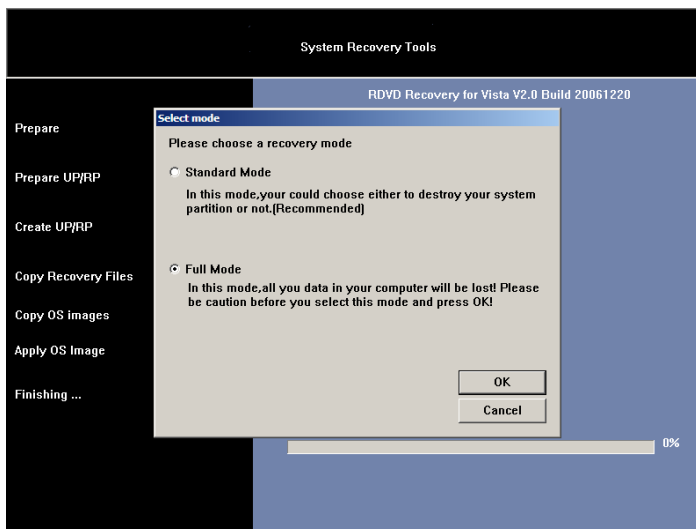 System Recovery Tools
RDVD Recovery for Vista V2.0 Build 20061220
Prepare
Prepare UP/RP
Create UP/RP
Copy Recovery Files
Copy OS images
Apply OS Image
Finishing ...
Select mode
Please choose a recovery mode
Standard Mode
In this mode,your could choose either to destroy your system
partition or not.(Recommended)
Full Mode
In this mode,all you data in your computer will be lost! Please
be caution before you select this mode and press OK!
OK
Cancel
0%